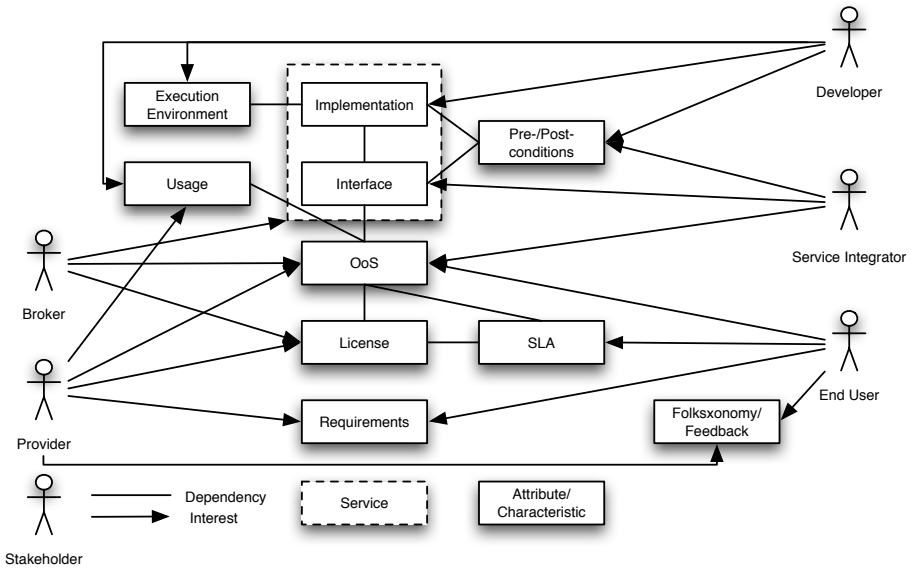 Developer
Execution
Environment
Implementation
Pre-/Post-
conditions
Usage
Interface
Service Integrator
Broker
OoS
License
SLA
End User
Provider
Requirements
Folksxonomy/
Feedback
Stakeholder
Dependency
Interest
Service
Attribute/
Characteristic